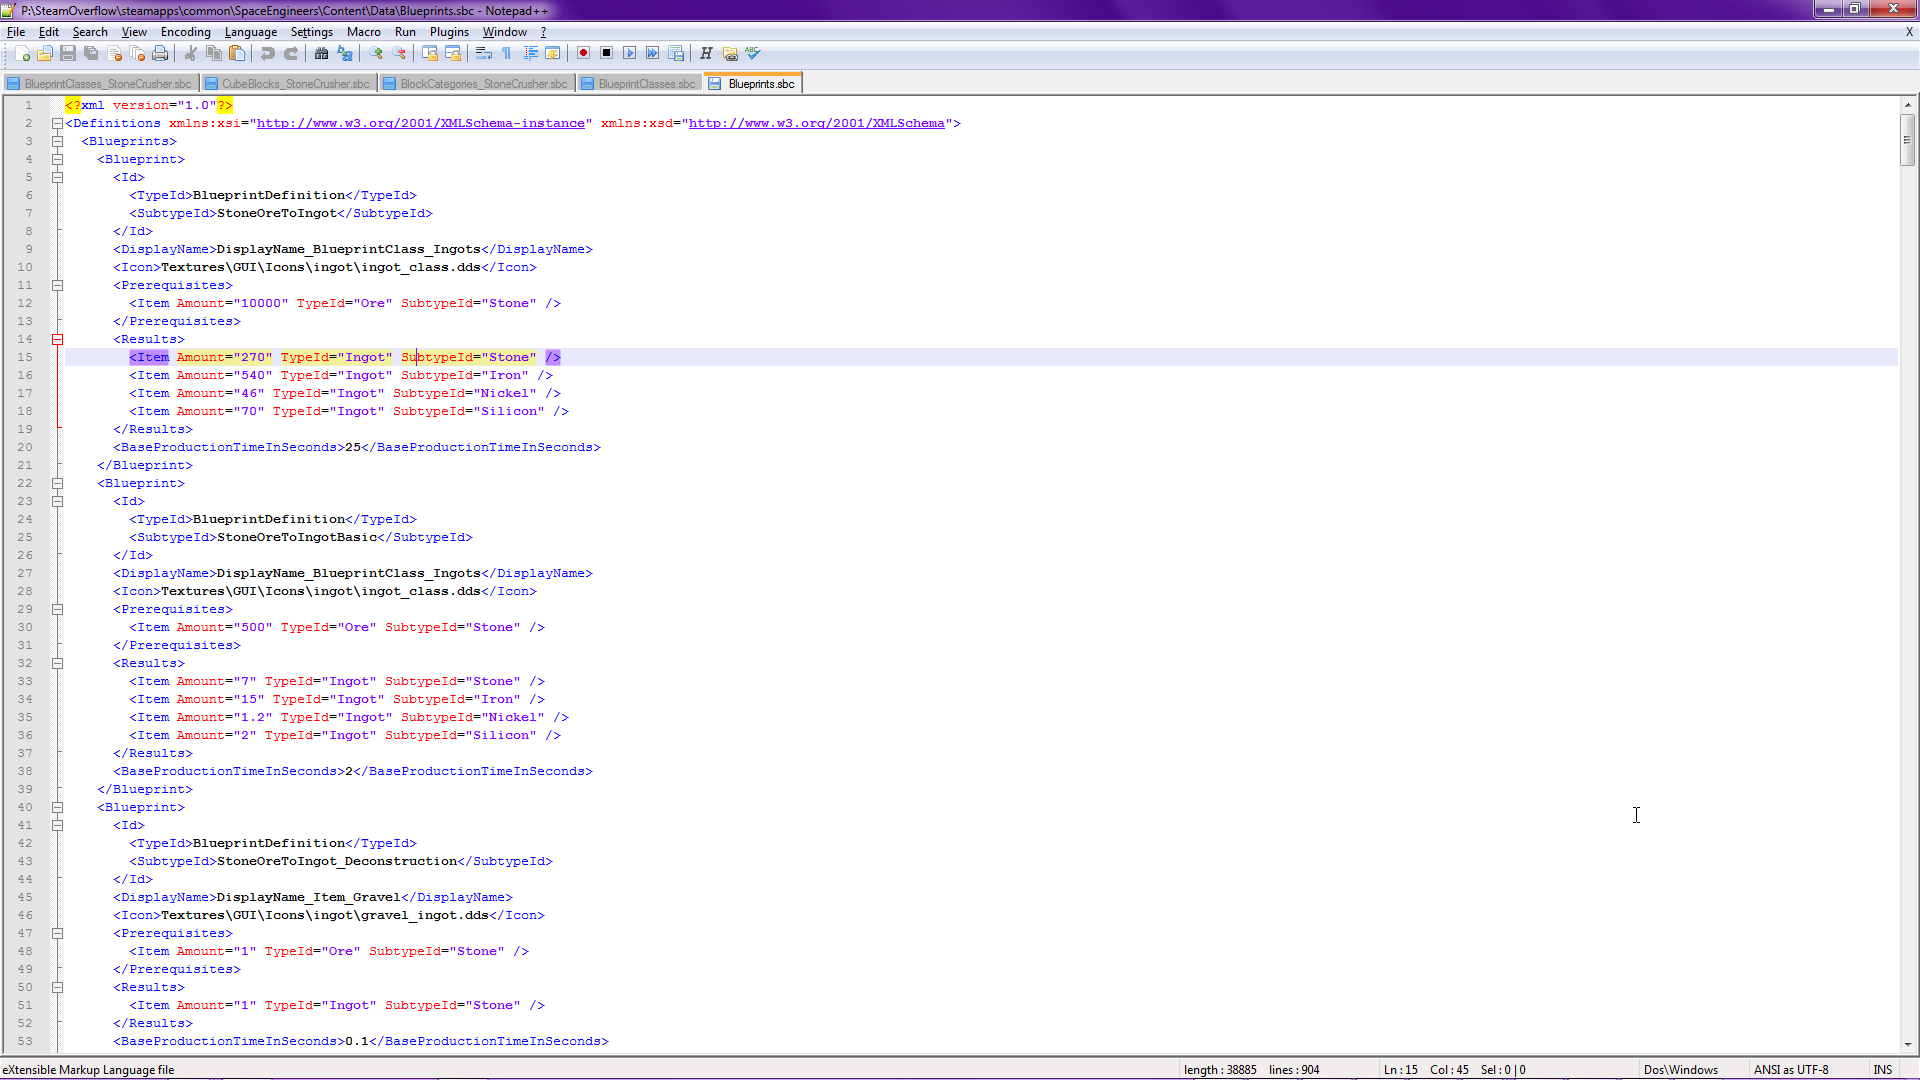 P:\SteamOverflow\steamapps\common\SpaceEngineers\Content\Data\Blueprints.sbc - Notepad++
File Edit Search View Encoding Language Settings Macro Run Plugins Window ? X
BlueprintClasses_StoneCrusher.sbc CubeBlocks_StoneCrusher.sbc BlockCategories_StoneCrusher.sbc BlueprintClasses.sbc Blueprints.sbc
1 <?xml version="1.0"?>
2 <Definitions xmlns:xsi="http://www.w3.org/2001/XMLSchema-instance" xmlns:xsd="http://www.w3.org/2001/XMLSchema">
3 <Blueprints>
4 <Blueprint>
5 <Id>
6 <TypeId>BlueprintDefinition</TypeId>
7 <SubtypeId>StoneOreToIngot</SubtypeId>
8 </Id>
9 <DisplayName>DisplayName_BlueprintClass_Ingots</DisplayName>
10 <Icon>Textures\GUI\Icons\ingot\ingot_class.dds</Icon>
11 <Prerequisites>
12 <Item Amount="10000" TypeId="Ore" SubtypeId="Stone" />
13 </Prerequisites>
14 <Results>
15 <Item Amount="270" TypeId="Ingot" SubtypeId="Stone" />
16 <Item Amount="540" TypeId="Ingot" SubtypeId="Iron" />
17 <Item Amount="46" TypeId="Ingot" SubtypeId="Nickel" />
18 <Item Amount="70" TypeId="Ingot" SubtypeId="Silicon" />
19 </Results>
20 <BaseProductionTimeInSeconds>25</BaseProductionTimeInSeconds>
21 </Blueprint>
22 <Blueprint>
23 <Id>
24 <TypeId>BlueprintDefinition</TypeId>
25 <SubtypeId>StoneOreToIngotBasic</SubtypeId>
26 </Id>
27 <DisplayName>DisplayName_BlueprintClass_Ingots</DisplayName>
28 <Icon>Textures\GUI\Icons\ingot\ingot_class.dds</Icon>
29 <Prerequisites>
30 <Item Amount="500" TypeId="Ore" SubtypeId="Stone" />
31 </Prerequisites>
32 <Results>
33 <Item Amount="7" TypeId="Ingot" SubtypeId="Stone" />
34 <Item Amount="15" TypeId="Ingot" SubtypeId="Iron" />
35 <Item Amount="1.2" TypeId="Ingot" SubtypeId="Nickel" />
36 <Item Amount="2" TypeId="Ingot" SubtypeId="Silicon" />
37 </Results>
38 <BaseProductionTimeInSeconds>2</BaseProductionTimeInSeconds>
39 </Blueprint>
40 <Blueprint>
41 <Id>
42 <TypeId>BlueprintDefinition</TypeId>
43 <SubtypeId>StoneOreToIngot_Deconstruction</SubtypeId>
44 </Id>
45 <DisplayName>DisplayName_Item_Gravel</DisplayName>
46 <Icon>Textures\GUI\Icons\ingot\gravel_ingot.dds</Icon>
47 <Prerequisites>
48 <Item Amount="1" TypeId="Ore" SubtypeId="Stone" />
49 </Prerequisites>
50 <Results>
51 <Item Amount="1" TypeId="Ingot" SubtypeId="Stone" />
52 </Results>
53 <BaseProductionTimeInSeconds>0.1</BaseProductionTimeInSeconds>
eXtensible Markup Language file length : 38885 lines : 904 Ln : 15 Col : 45 Sel : 0 | 0 Dos\Windows ANSI as UTF-8 INS